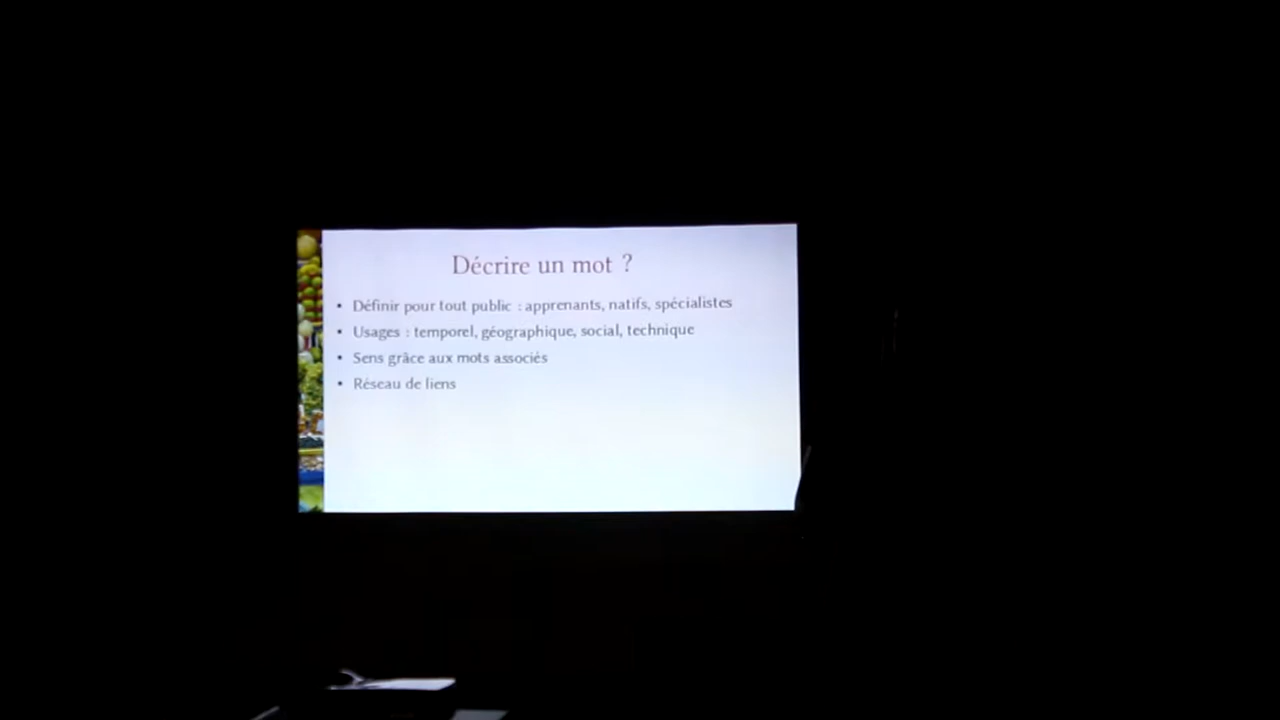 Décrire un mot ?
• Définir pour tout public : apprenants, natifs, spécialistes
• Usages : temporel, géographique, social, technique
• Sens grâce aux mots associés
• Réseau de liens